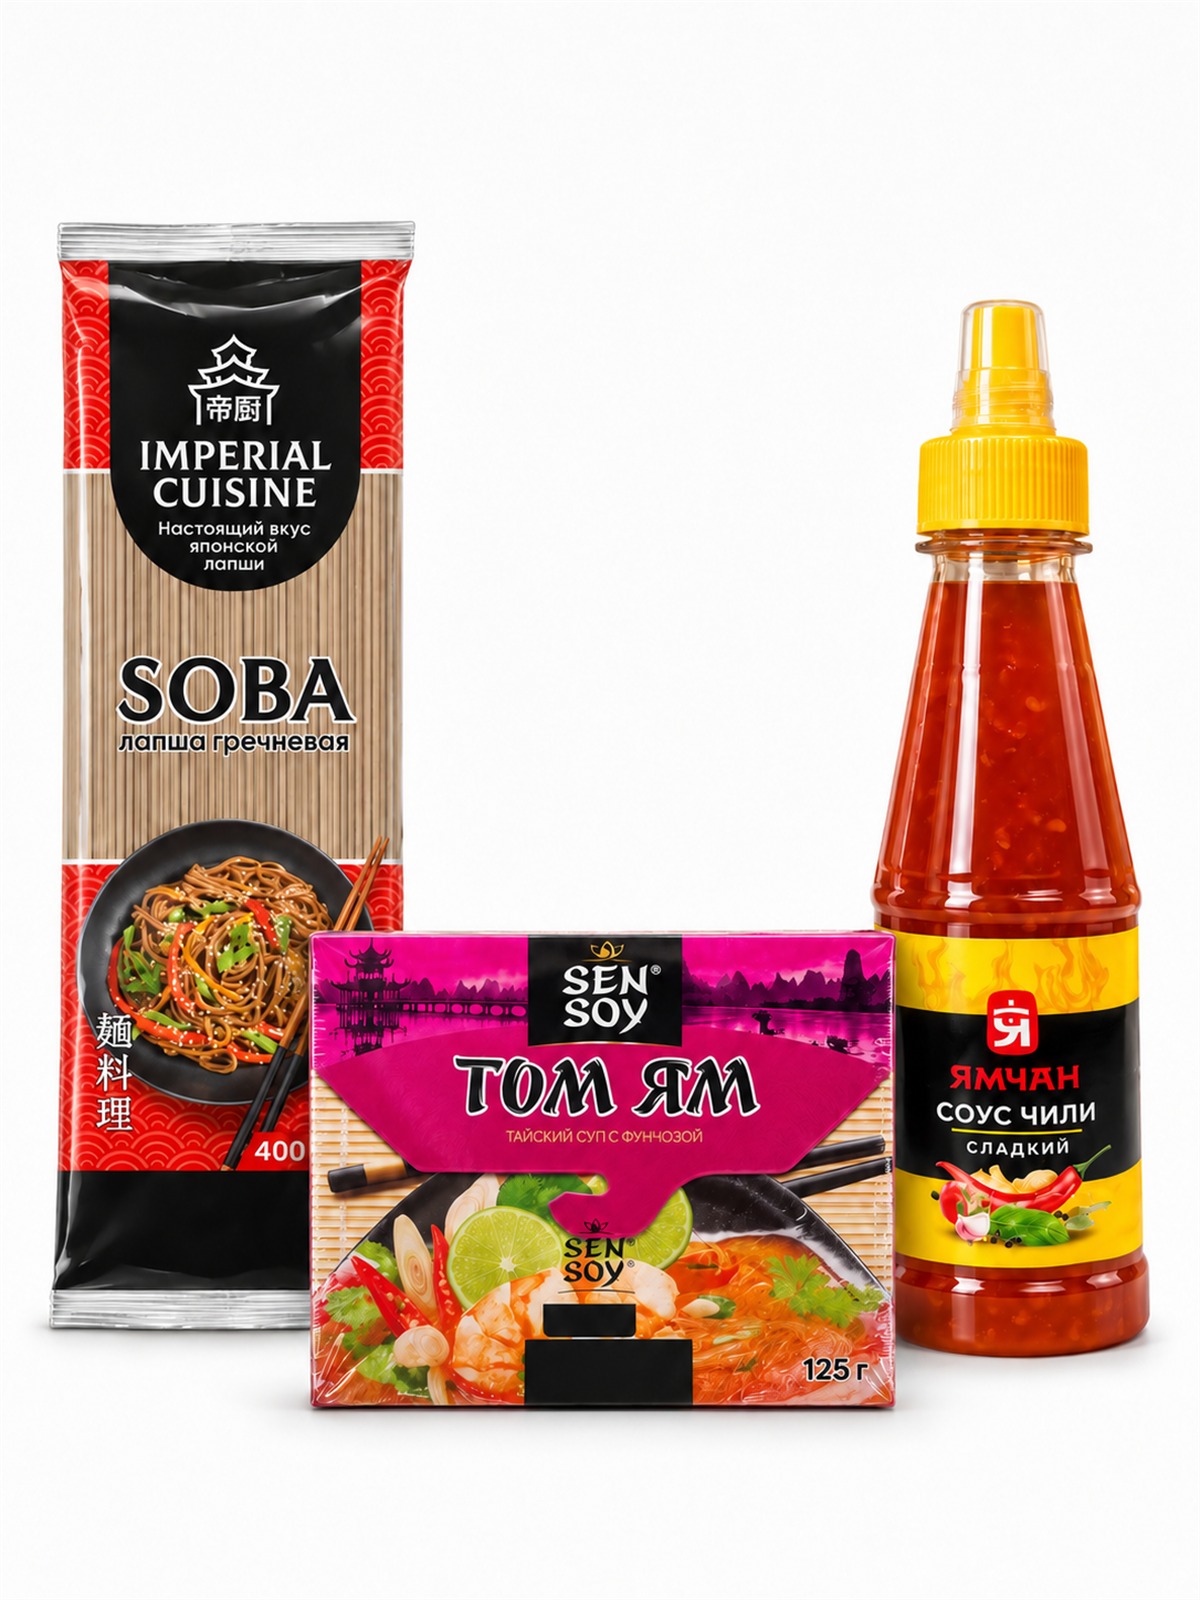 帝厨
IMPERIAL
CUISINE
Настоящий вкус
японской
лапши
SOBA
лапша гречневая
麺
料
理
400
SEN®
SOY
ТОМ ЯМ
ТАЙСКИЙ СУП С ФУНЧОЗОЙ
SEN®
SOY®
125 г
Я
ЯМЧАН
СОУС ЧИЛИ
СЛАДКИЙ